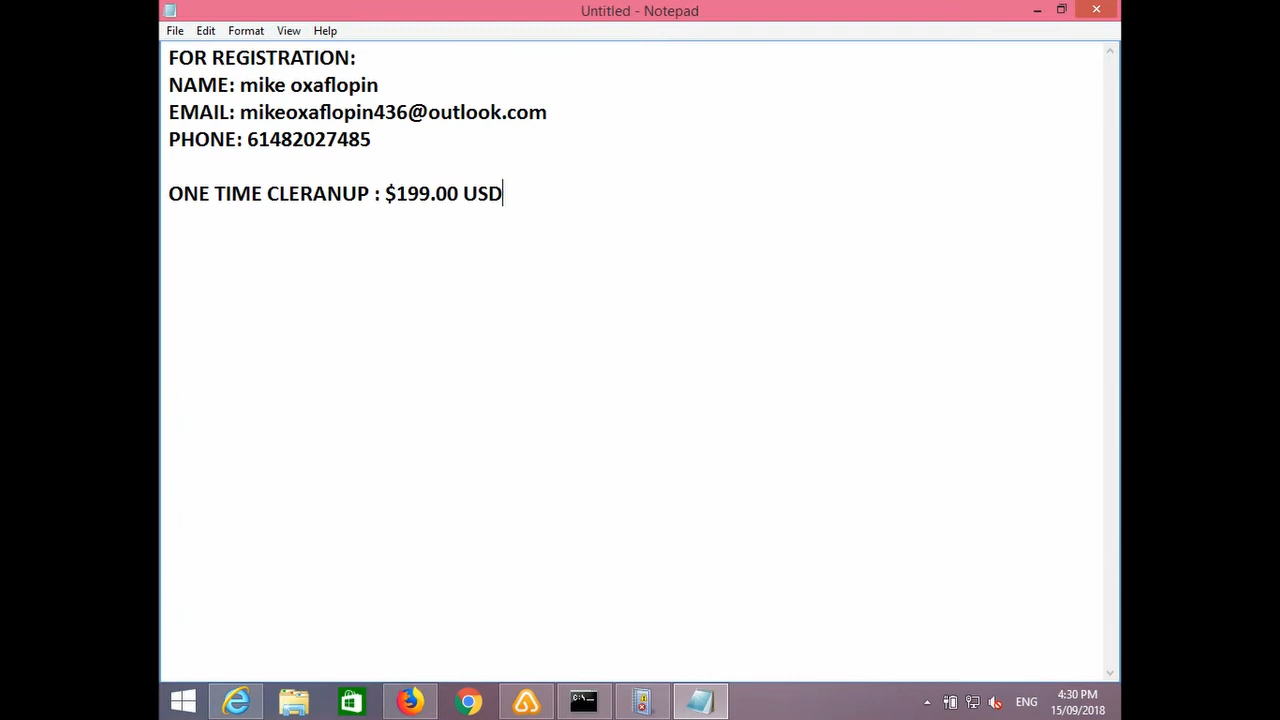 Untitled - Notepad
File Edit Format View Help
FOR REGISTRATION:
NAME: mike oxaflopin
EMAIL: mikeoxaflopin436@outlook.com
PHONE: 61482027485
ONE TIME CLERANUP : $199.00 USD
ENG
4:30 PM
15/09/2018